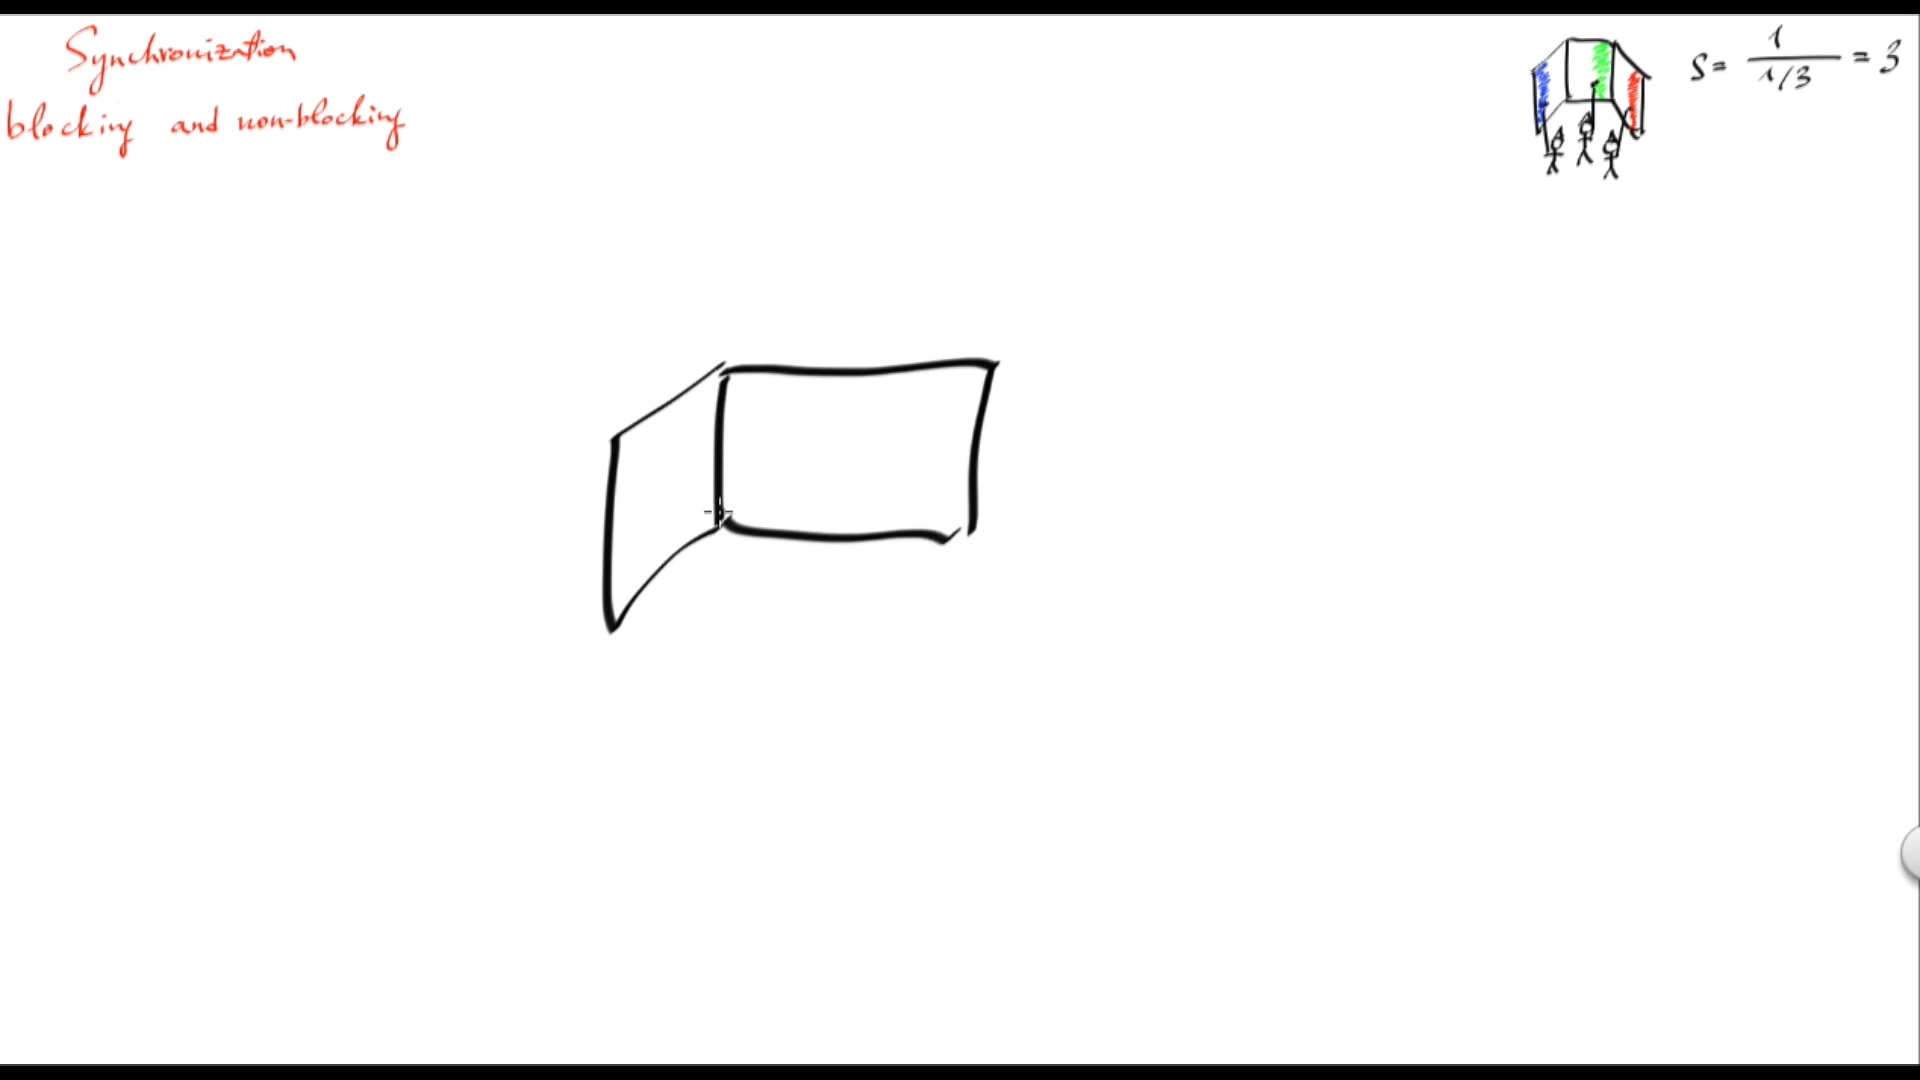 Synchronization
blocking and non-blocking
S = 1 / 1/3 = 3